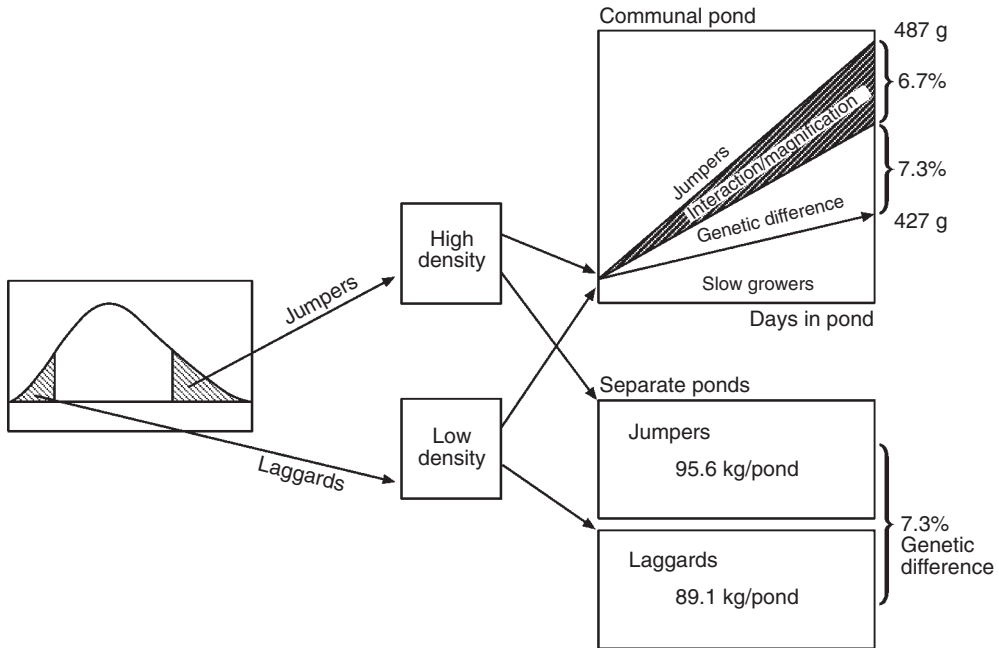 Communal pond
487 g
6.7%
7.3%
427 g
Jumpers
Interaction/magnification
Genetic difference
Slow growers
Days in pond
High
density
Jumpers
Laggards
Low
density
Separate ponds
Jumpers
95.6 kg/pond
Laggards
89.1 kg/pond
7.3%
Genetic
difference